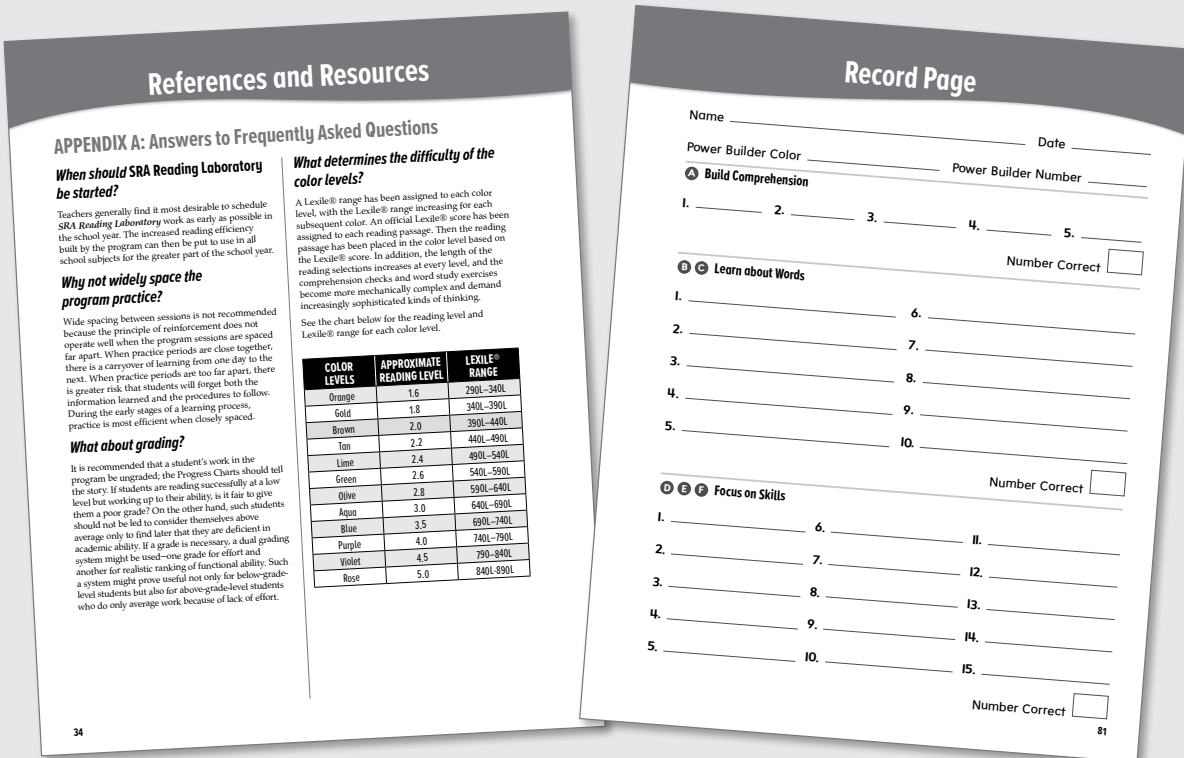 References and Resources
APPENDIX A: Answers to Frequently Asked Questions
When should SRA Reading Laboratory
be started?
Teachers generally find it most desirable to schedule
SRA Reading Laboratory work as early as possible in
the school year. The increased reading efficiency
built by the program can then be put to use in all
school subjects for the greater part of the school year.
Why not widely space the
program practice?
Wide spacing between sessions is not recommended
because the principle of reinforcement does not
operate well when the program sessions are spaced
far apart. When practice periods are close together,
there is a carryover of learning from one day to the
next. When practice periods are too far apart, there
is greater risk that students will forget both the
information learned and the procedures to follow.
During the early stages of a learning process,
practice is most efficient when closely spaced.
What about grading?
It is recommended that a student's work in the
program be ungraded; the Progress Charts should tell
the story. If students are reading successfully at a low
level but working up to their ability, is it fair to give
them a poor grade? On the other hand, such students
should not be led to consider themselves above
average only to find later that they are deficient in
academic ability. If a grade is necessary, a dual grading
system might be used—one grade for effort and
another for realistic ranking of functional ability. Such
a system might prove useful not only for below-grade-
level students but also for above-grade-level students
who do only average work because of lack of effort.
What determines the difficulty of the
color levels?
A Lexile® range has been assigned to each color
level, with the Lexile® range increasing for each
subsequent color. An official Lexile® score has been
assigned to each reading passage. Then the reading
passage has been placed in the color level based on
the Lexile® score. In addition, the length of the
reading selections increases at every level, and the
comprehension checks and word study exercises
become more mechanically complex and demand
increasingly sophisticated kinds of thinking.
See the chart below for the reading level and
Lexile® range for each color level.
COLOR LEVELS APPROXIMATE READING LEVEL LEXILE® RANGE
Orange 1.6 290L–340L
Gold 1.8 340L–390L
Brown 2.0 390L–440L
Tan 2.2 440L–490L
Lime 2.4 490L–540L
Green 2.6 540L–590L
Olive 2.8 590L–640L
Aqua 3.0 640L–690L
Blue 3.5 690L–740L
Purple 4.0 740L–790L
Violet 4.5 790–840L
Rose 5.0 840L-890L
34
Record Page
Name Date
Power Builder Color Power Builder Number
A Build Comprehension
1. 2. 3. 4. 5.
Number Correct
B C Learn about Words
1. 6.
2. 7.
3. 8.
4. 9.
5. 10.
Number Correct
D E F Focus on Skills
1. 6. 11.
2. 7. 12.
3. 8. 13.
4. 9. 14.
5. 10. 15.
Number Correct
81